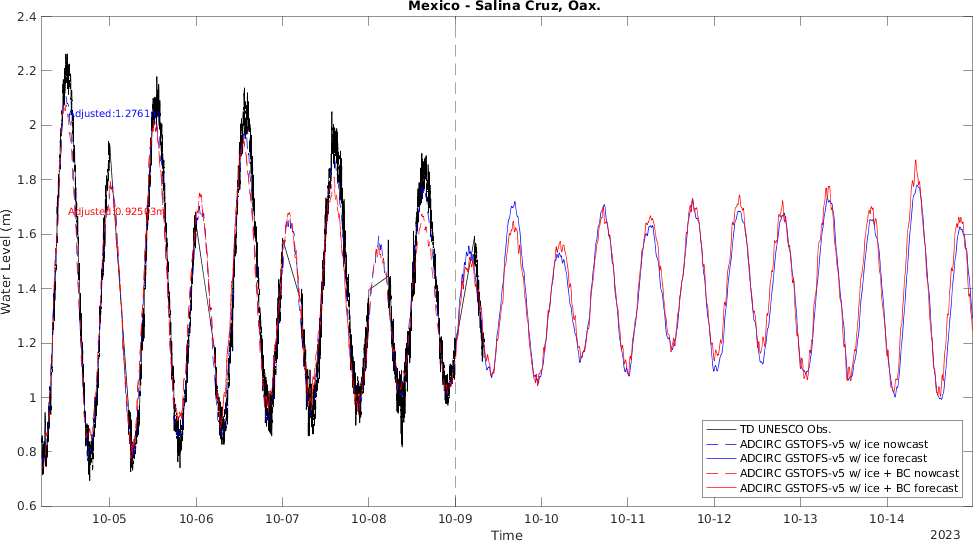 Mexico - Salina Cruz, Oax.
Water Level (m)
2.4
2.2
2
1.8
1.6
1.4
1.2
1
0.8
0.6
Adjusted:1.2761m
Adjusted:0.92503m
TD UNESCO Obs.
ADCIRC GSTOFS-v5 w/ ice nowcast
ADCIRC GSTOFS-v5 w/ ice forecast
ADCIRC GSTOFS-v5 w/ ice + BC nowcast
ADCIRC GSTOFS-v5 w/ ice + BC forecast
10-05 10-06 10-07 10-08 10-09 10-10 10-11 10-12 10-13 10-14
Time
2023